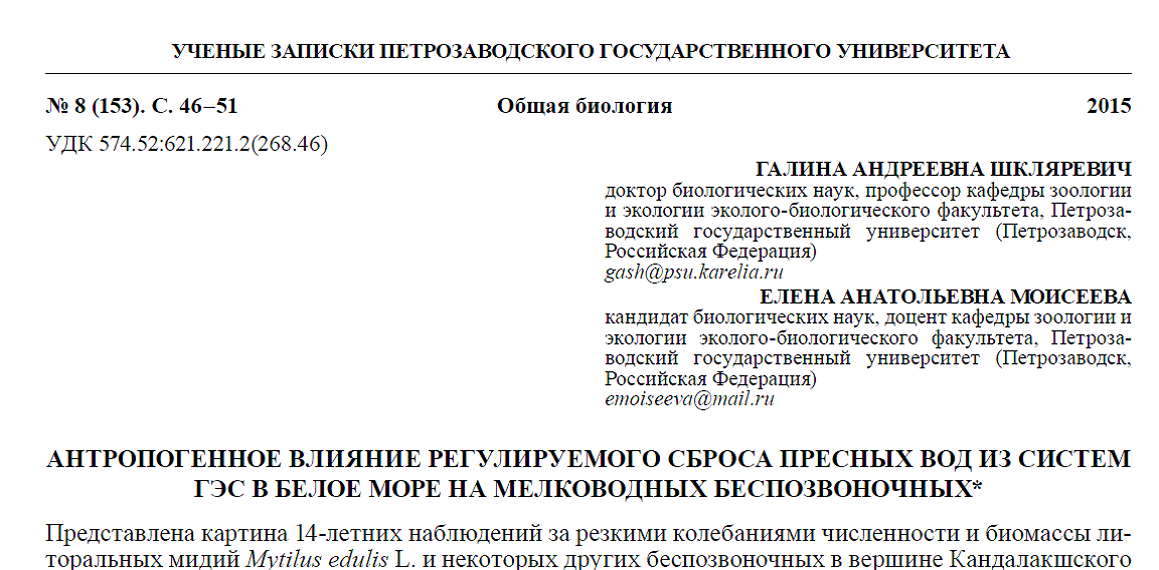 УЧЕНЫЕ ЗАПИСКИ ПЕТРОЗАВОДСКОГО ГОСУДАРСТВЕННОГО УНИВЕРСИТЕТА
№ 8 (153). С. 46–51 Общая биология 2015
УДК 574.52:621.221.2(268.46)
ГАЛИНА АНДРЕЕВНА ШКЛЯРЕВИЧ
доктор биологических наук, профессор кафедры зоологии
и экологии эколого-биологического факультета, Петроза-
водский государственный университет (Петрозаводск,
Российская Федерация)
gash@psu.karelia.ru
ЕЛЕНА АНАТОЛЬЕВНА МОИСЕЕВА
кандидат биологических наук, доцент кафедры зоологии и
экологии эколого-биологического факультета, Петроза-
водский государственный университет (Петрозаводск,
Российская Федерация)
emoiseeva@mail.ru
АНТРОПОГЕННОЕ ВЛИЯНИЕ РЕГУЛИРУЕМОГО СБРОСА ПРЕСНЫХ ВОД ИЗ СИСТЕМ
ГЭС В БЕЛОЕ МОРЕ НА МЕЛКОВОДНЫХ БЕСПОЗВОНОЧНЫХ*
Представлена картина 14-летних наблюдений за резкими колебаниями численности и биомассы ли-
торальных мидий Mytilus edulis L. и некоторых других беспозвоночных в вершине Кандалакшского